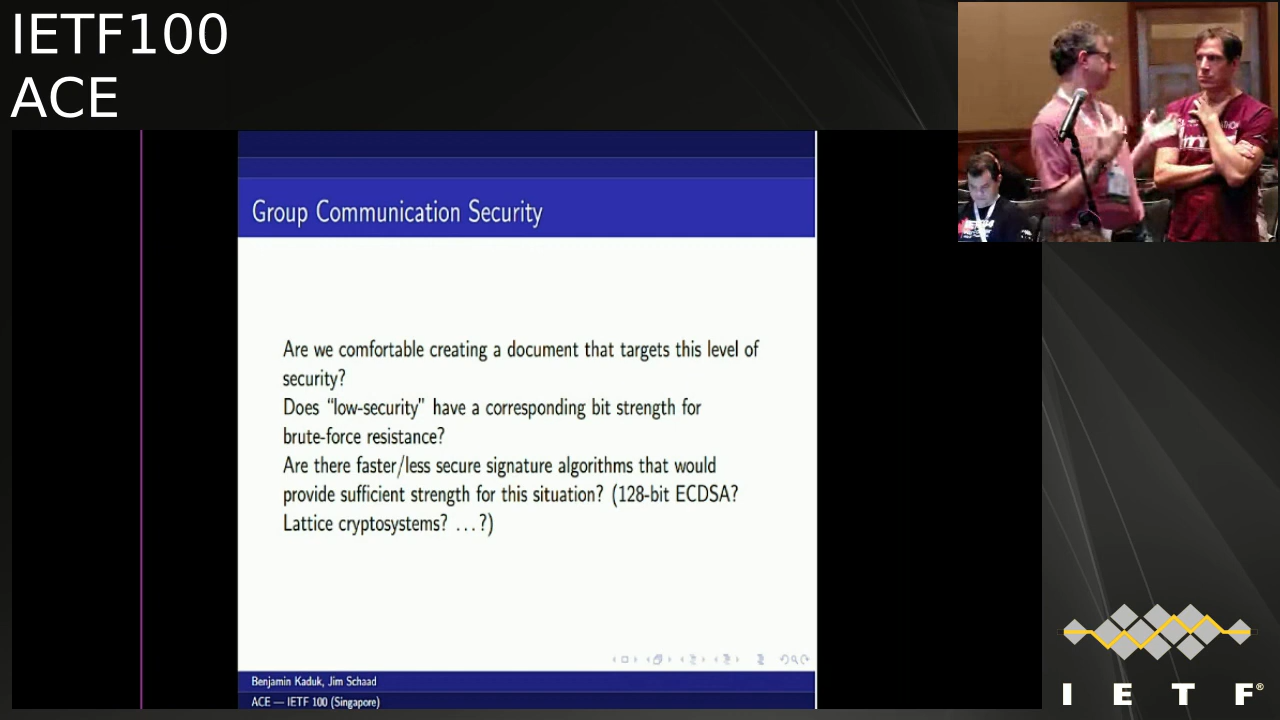 IETF100
ACE
Group Communication Security
Are we comfortable creating a document that targets this level of
security?
Does “low-security” have a corresponding bit strength for
brute-force resistance?
Are there faster/less secure signature algorithms that would
provide sufficient strength for this situation? (128-bit ECDSA?
Lattice cryptosystems? ...?)
Benjamin Kaduk, Jim Schaad
ACE — IETF 100 (Singapore)
I E T F®